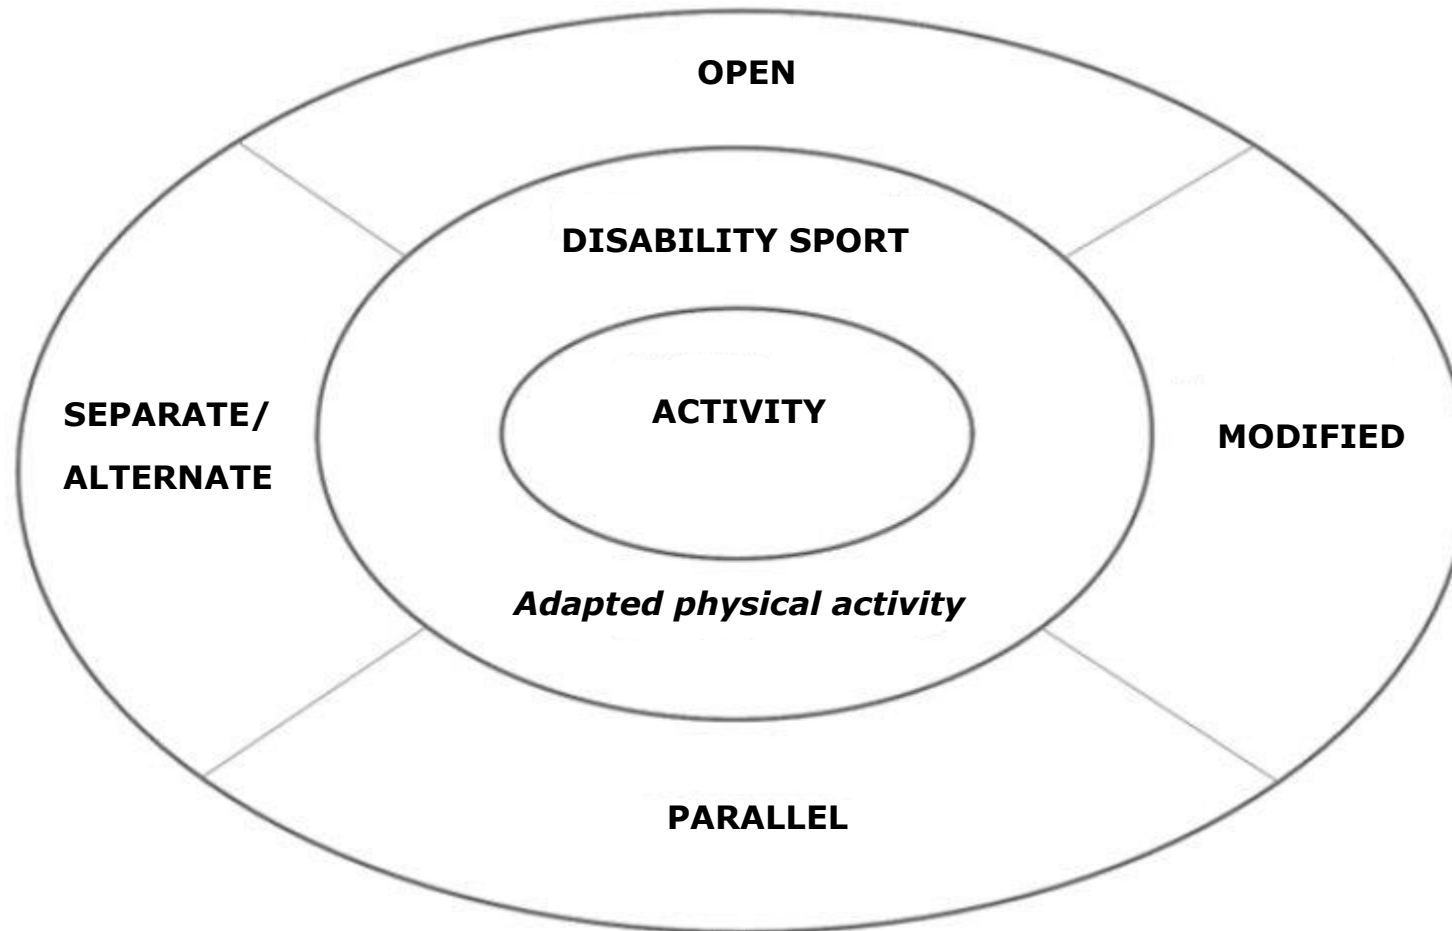 OPEN
DISABILITY SPORT
ACTIVITY
SEPARATE/
ALTERNATE
MODIFIED
Adapted physical activity
PARALLEL